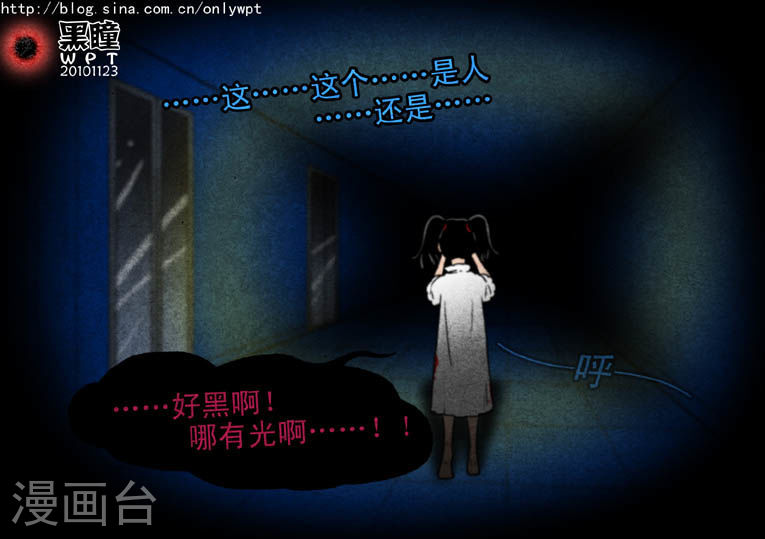 http://blog.sina.com.cn/onlywpt
黑瞳
WPT
20101123
……这……这个……是人
……还是……
呼
……好黑啊！
哪有光啊……！！
漫画台